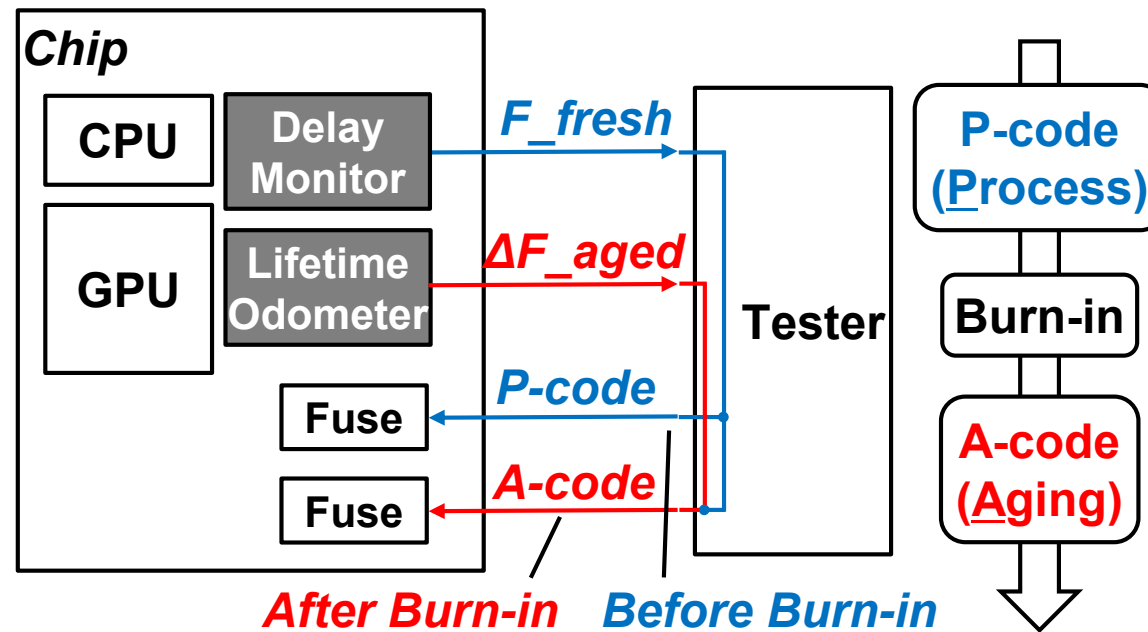 Chip
CPU
Delay
Monitor
GPU
Lifetime
Odometer
Fuse
Fuse
F_fresh
ΔF_aged
P-code
A-code
Tester
After Burn-in
Before Burn-in
P-code
(Process)
Burn-in
A-code
(Aging)